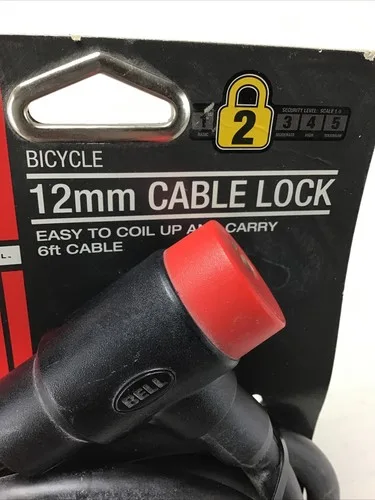 SECURITY LEVEL: SCALE 1-5
1 2 3 4 5
BICYCLE
12mm CABLE LOCK
EASY TO COIL UP AND CARRY
6ft CABLE
L.
BELL